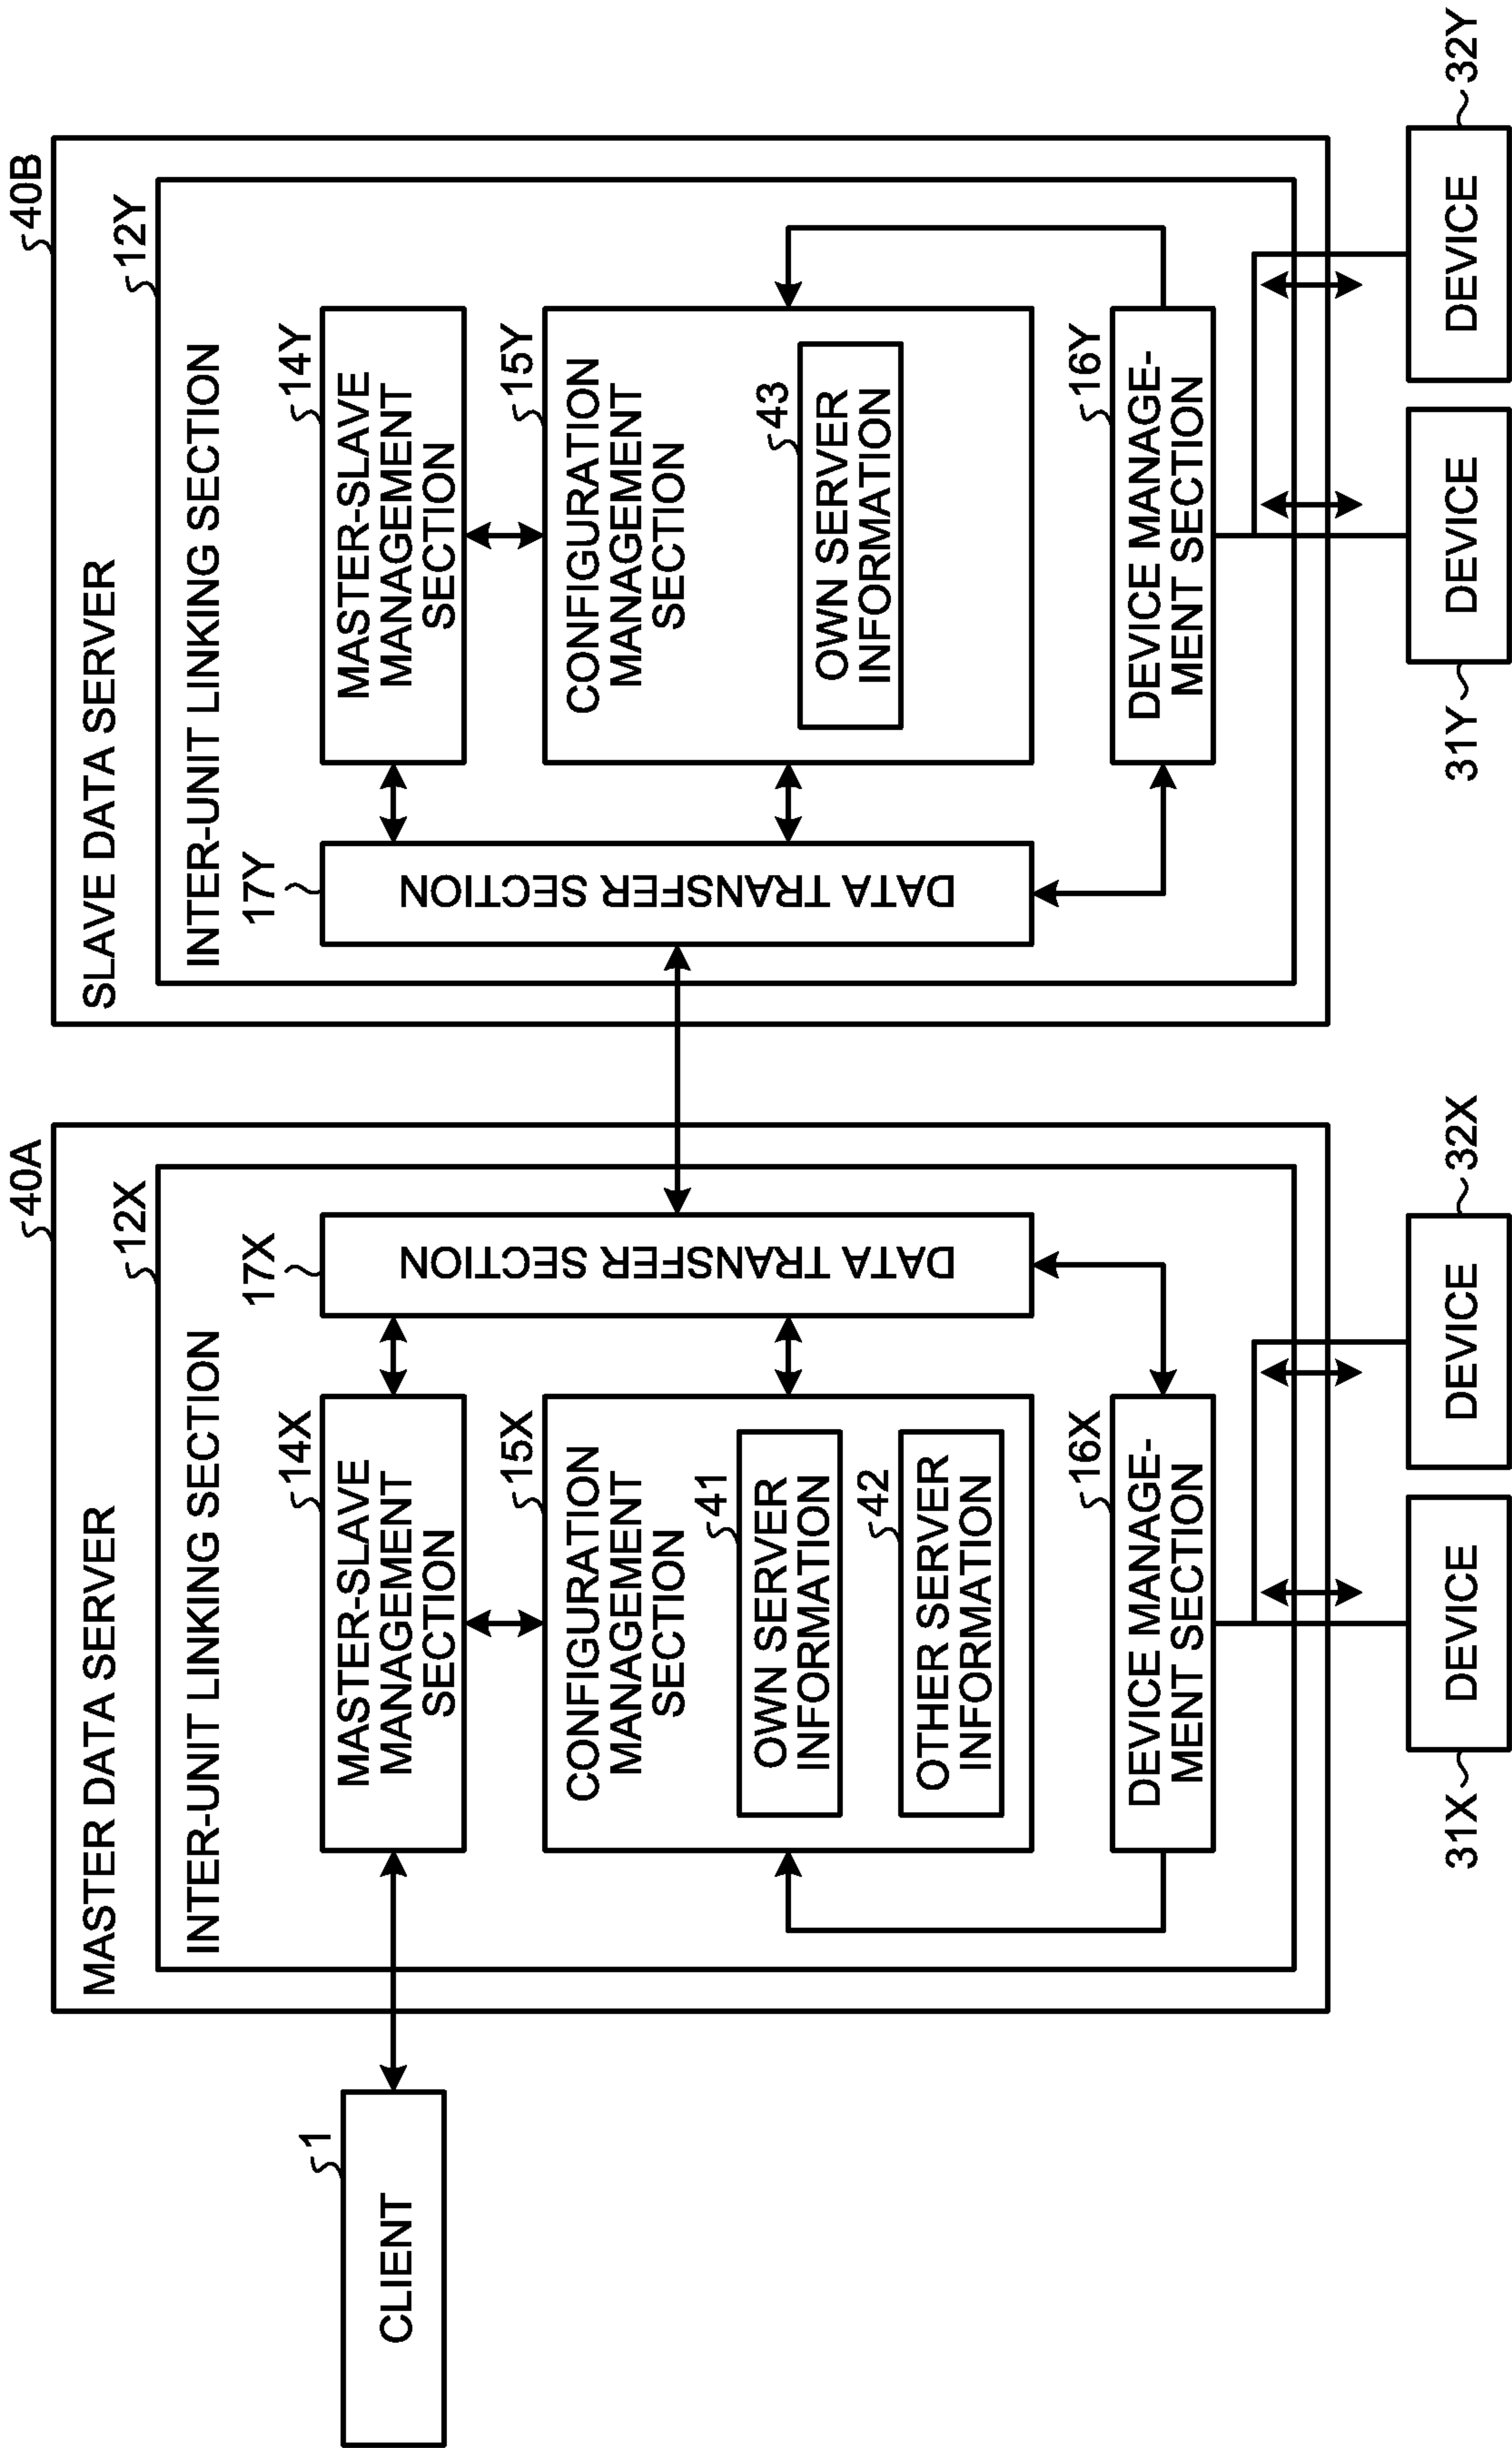 1
CLIENT
40A
MASTER DATA SERVER
12X
INTER-UNIT LINKING SECTION
14X
MASTER-SLAVE
MANAGEMENT
SECTION
15X
CONFIGURATION
MANAGEMENT
SECTION
41
OWN SERVER
INFORMATION
42
OTHER SERVER
INFORMATION
16X
DEVICE MANAGE-
MENT SECTION
17X
DATA TRANSFER SECTION
31X
DEVICE
32X
DEVICE
40B
SLAVE DATA SERVER
12Y
INTER-UNIT LINKING SECTION
17Y
DATA TRANSFER SECTION
14Y
MASTER-SLAVE
MANAGEMENT
SECTION
15Y
CONFIGURATION
MANAGEMENT
SECTION
43
OWN SERVER
INFORMATION
16Y
DEVICE MANAGE-
MENT SECTION
31Y
DEVICE
32Y
DEVICE